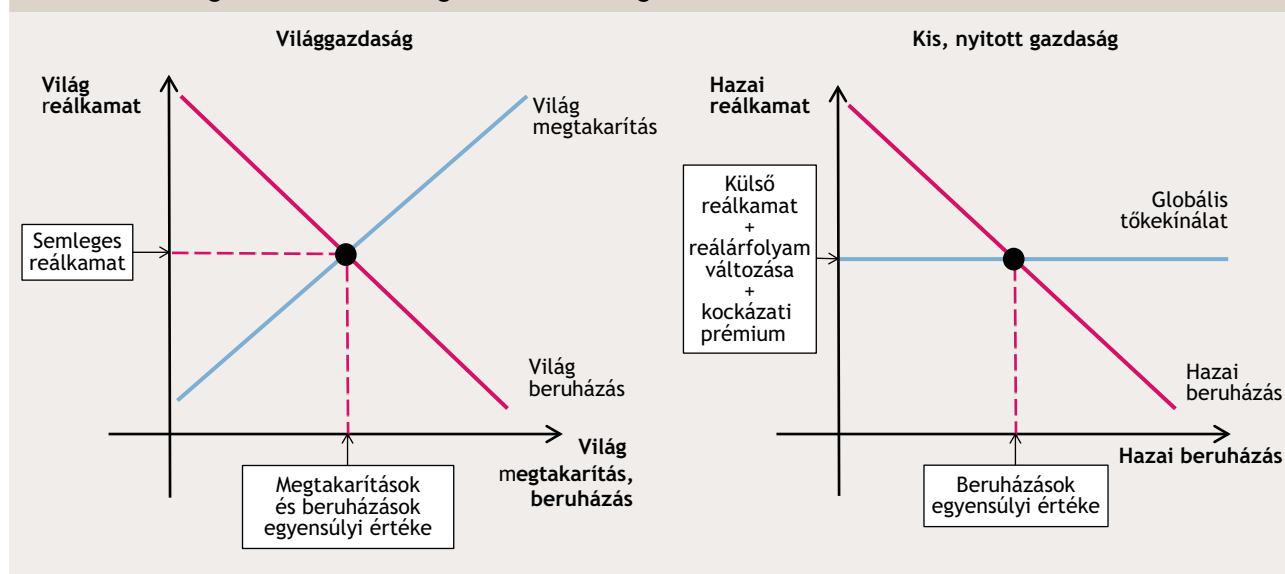 Világgazdaság
Világ
reálkamat
Világ
megtakarítás
Semleges
reálkamat
Világ
beruházás
Világ
megtakarítás,
beruházás
Megtakarítások
és beruházások
egyensúlyi értéke
Kis, nyitott gazdaság
Hazai
reálkamat
Külső
reálkamat
+
reálárfolyam
változása
+
kockázati
prémium
Globális
tőkekínálat
Hazai
beruházás
Hazai beruházás
Beruházások
egyensúlyi értéke